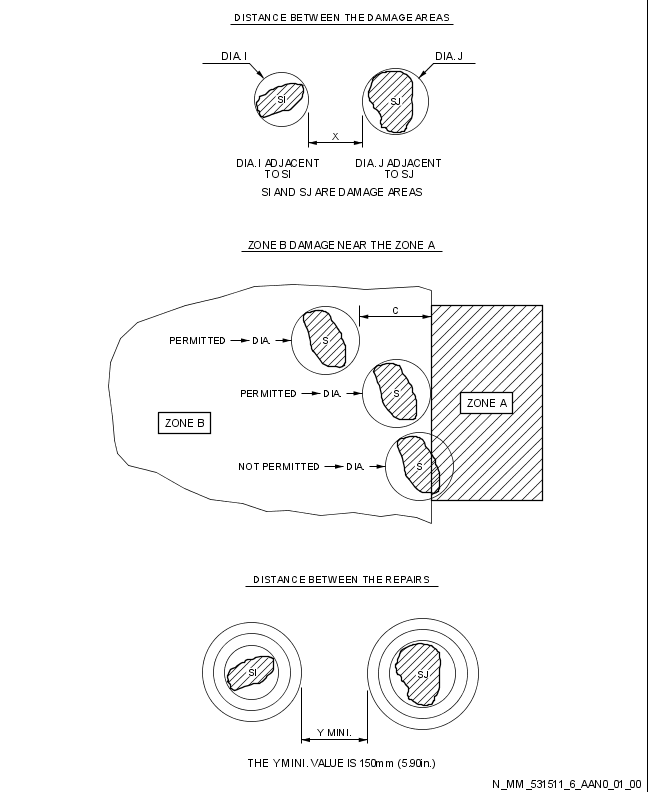 DISTANCE BETWEEN THE DAMAGE AREAS
DIA. I
DIA. J
SI
SJ
X
DIA. I ADJACENT
TO SI
DIA. J ADJACENT
TO SJ
SI AND SJ ARE DAMAGE AREAS
ZONE B DAMAGE NEAR THE ZONE A
C
PERMITTED
DIA.
S
PERMITTED
DIA.
S
ZONE A
ZONE B
NOT PERMITTED
DIA.
S
DISTANCE BETWEEN THE REPAIRS
SI
SJ
Y MINI.
THE Y MINI. VALUE IS 150mm (5.90in.)
N_MM_531511_6_AAN0_01_00